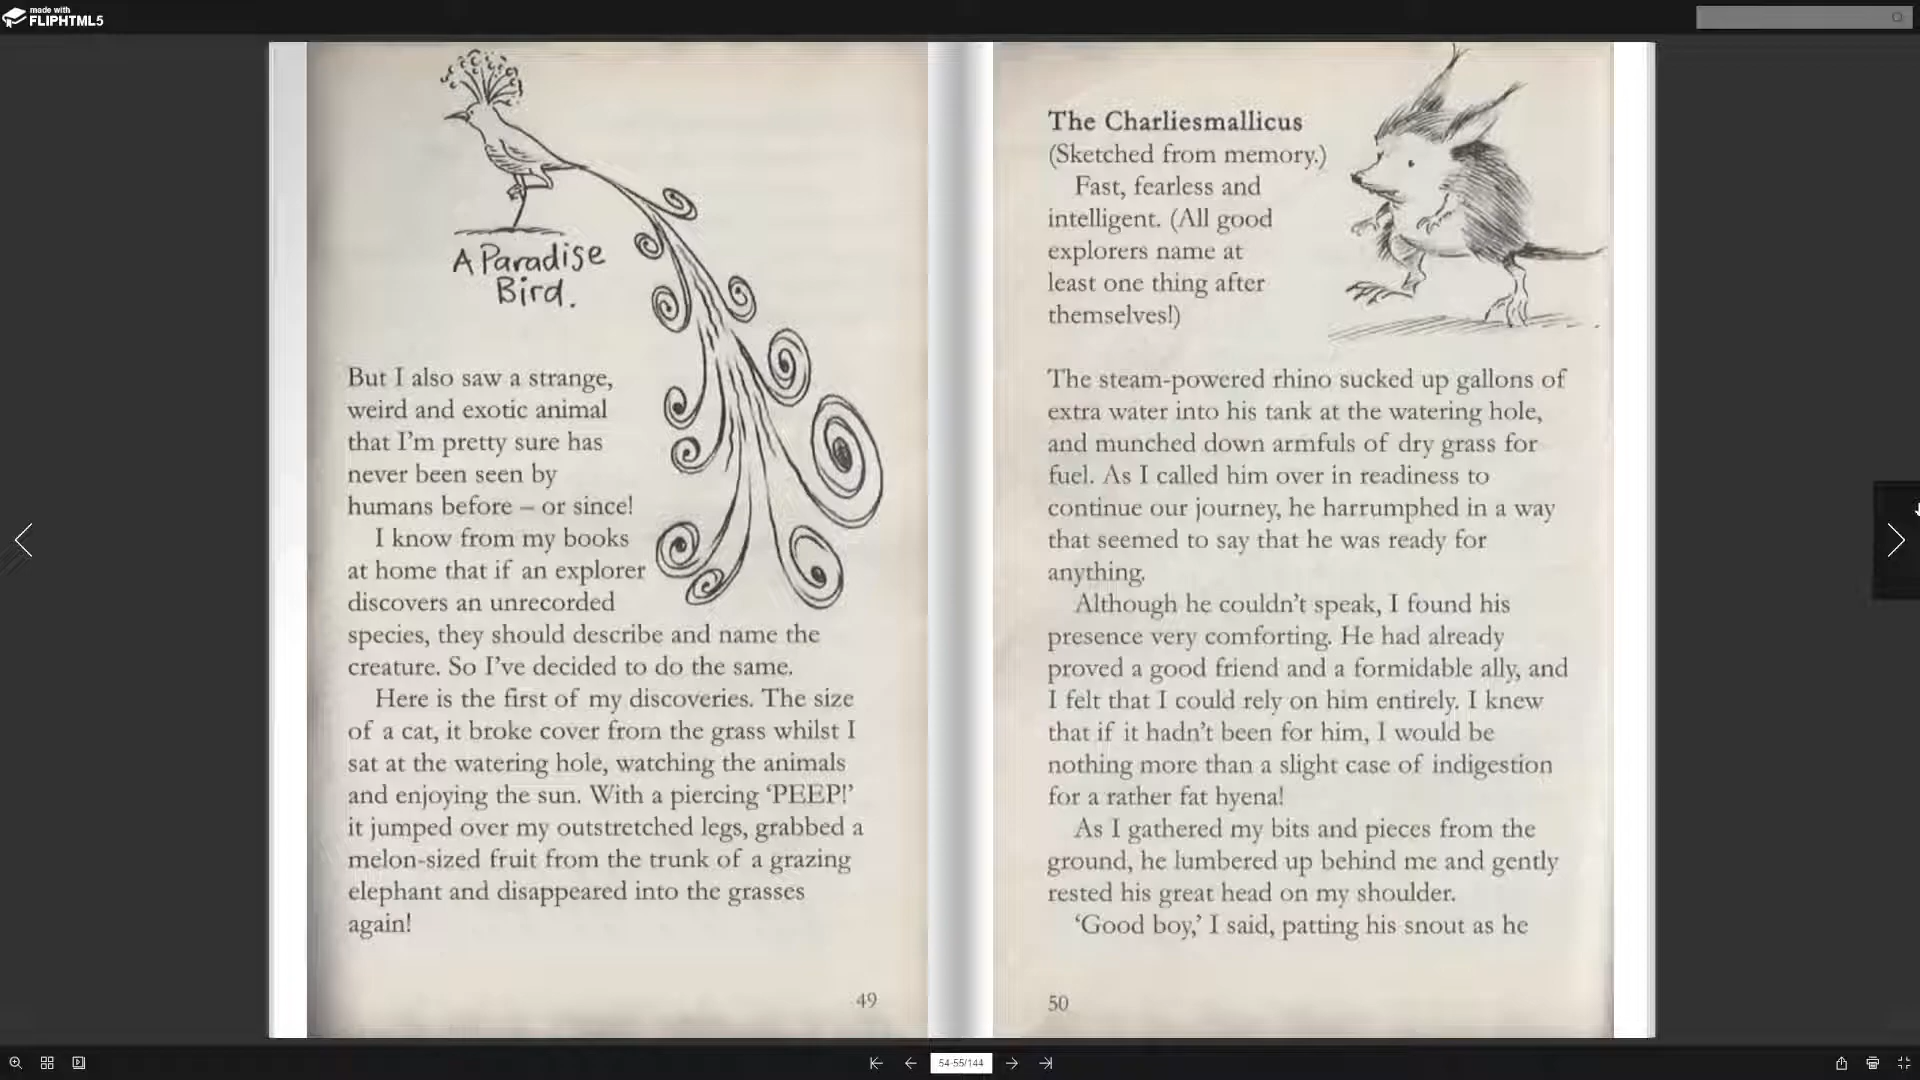 made with
FLIPHTML5
A Paradise
Bird.
But I also saw a strange,
weird and exotic animal
that I'm pretty sure has
never been seen by
humans before – or since!
I know from my books
at home that if an explorer
discovers an unrecorded
species, they should describe and name the
creature. So I've decided to do the same.
Here is the first of my discoveries. The size
of a cat, it broke cover from the grass whilst I
sat at the watering hole, watching the animals
and enjoying the sun. With a piercing 'PEEP!'
it jumped over my outstretched legs, grabbed a
melon-sized fruit from the trunk of a grazing
elephant and disappeared into the grasses
again!
49
The Charliesmallicus
(Sketched from memory.)
Fast, fearless and
intelligent. (All good
explorers name at
least one thing after
themselves!)
The steam-powered rhino sucked up gallons of
extra water into his tank at the watering hole,
and munched down armfuls of dry grass for
fuel. As I called him over in readiness to
continue our journey, he harrumphed in a way
that seemed to say that he was ready for
anything.
Although he couldn't speak, I found his
presence very comforting. He had already
proved a good friend and a formidable ally, and
I felt that I could rely on him entirely. I knew
that if it hadn't been for him, I would be
nothing more than a slight case of indigestion
for a rather fat hyena!
As I gathered my bits and pieces from the
ground, he lumbered up behind me and gently
rested his great head on my shoulder.
'Good boy,' I said, patting his snout as he
50
54-55/144